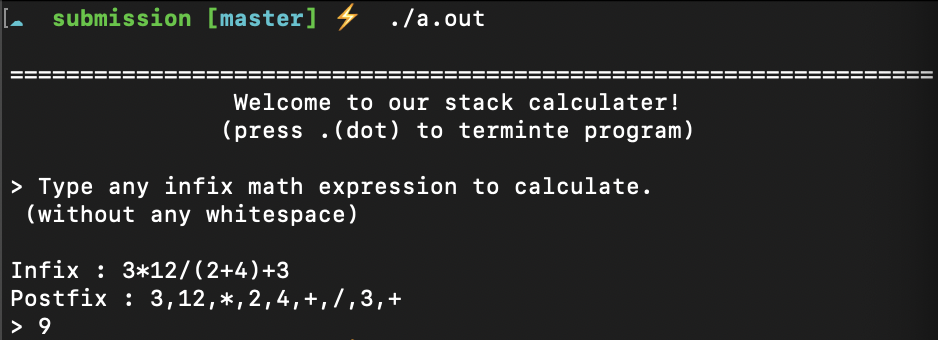 submission [master] ⚡ ./a.out
==================================================================
Welcome to our stack calculater!
(press .(dot) to terminte program)
> Type any infix math expression to calculate.
(without any whitespace)
Infix : 3*12/(2+4)+3
Postfix : 3,12,*,2,4,+,/,3,+
> 9